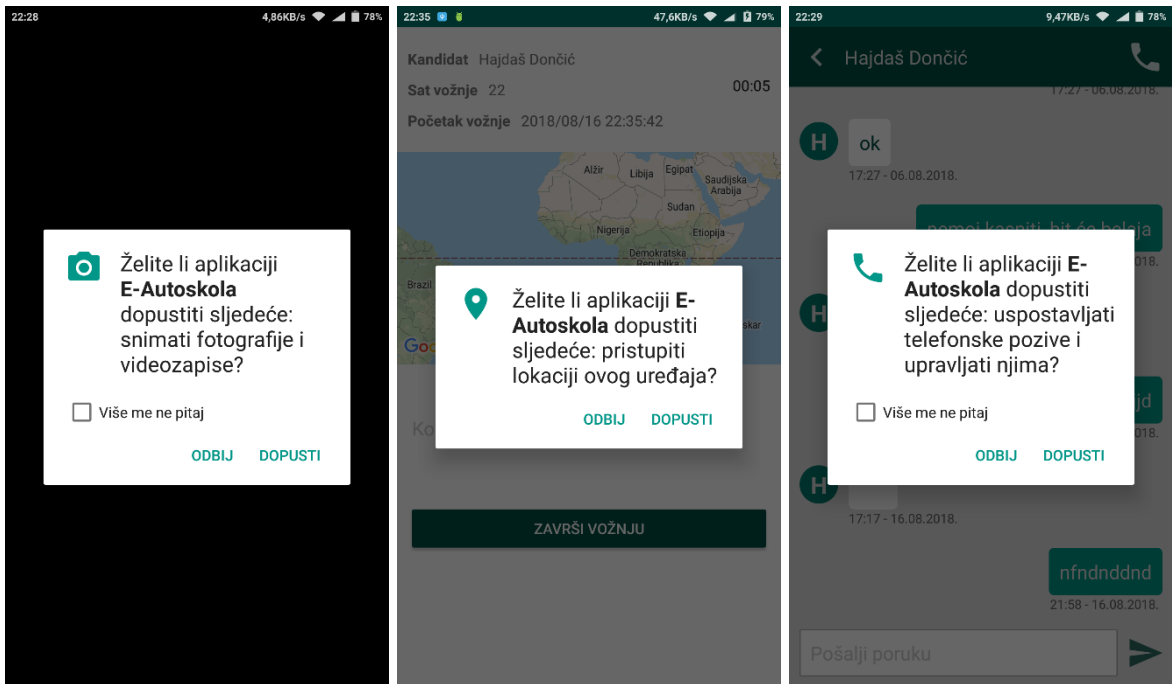 22:28
4,86KB/s
78%
Želite li aplikaciji
E-Autoskola
dopustiti sljedeće:
snimati fotografije i
videozapise?
Više me ne pitaj
ODBIJ DOPUSTI
22:35
47,6KB/s
79%
Kandidat Hajdaš Dončić
Sat vožnje 22
00:05
Početak vožnje 2018/08/16 22:35:42
Alžir
Libija
Egipat
Saudijska
Arabija
Sudan
Nigerija
Etiopija
Demokratska
Republika
Brazil
Želite li aplikaciji E-
Autoskola dopustiti
sljedeće: pristupiti
lokaciji ovog uređaja?
ODBIJ DOPUSTI
ZAVRŠI VOŽNJU
22:29
9,47KB/s
78%
Hajdaš Dončić
17:27 - 06.08.2018.
H
ok
17:27 - 06.08.2018.
nemoj kasniti, bit će belaja
018.
H
Želite li aplikaciji E-
Autoskola dopustiti
sljedeće: uspostavljati
telefonske pozive i
upravljati njima?
Više me ne pitaj
ODBIJ DOPUSTI
jd
018.
H
17:17 - 16.08.2018.
nfndnddnd
21:58 - 16.08.2018.
Pošalji poruku